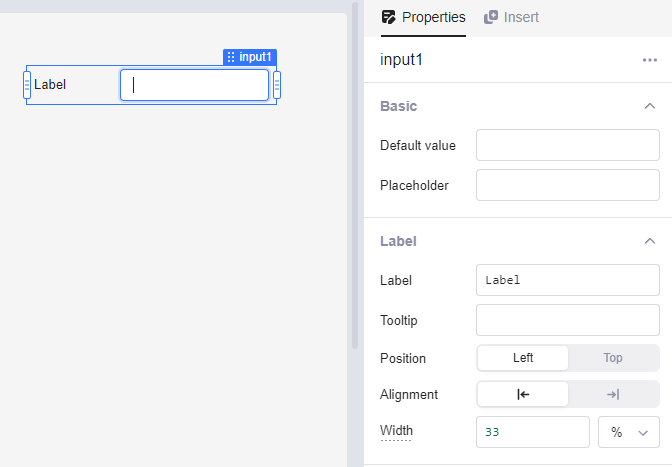 Properties Insert
input1
input1
Label
Basic
Default value
Placeholder
Label
Label Label
Tooltip
Position Left Top
Alignment
Width 33 %